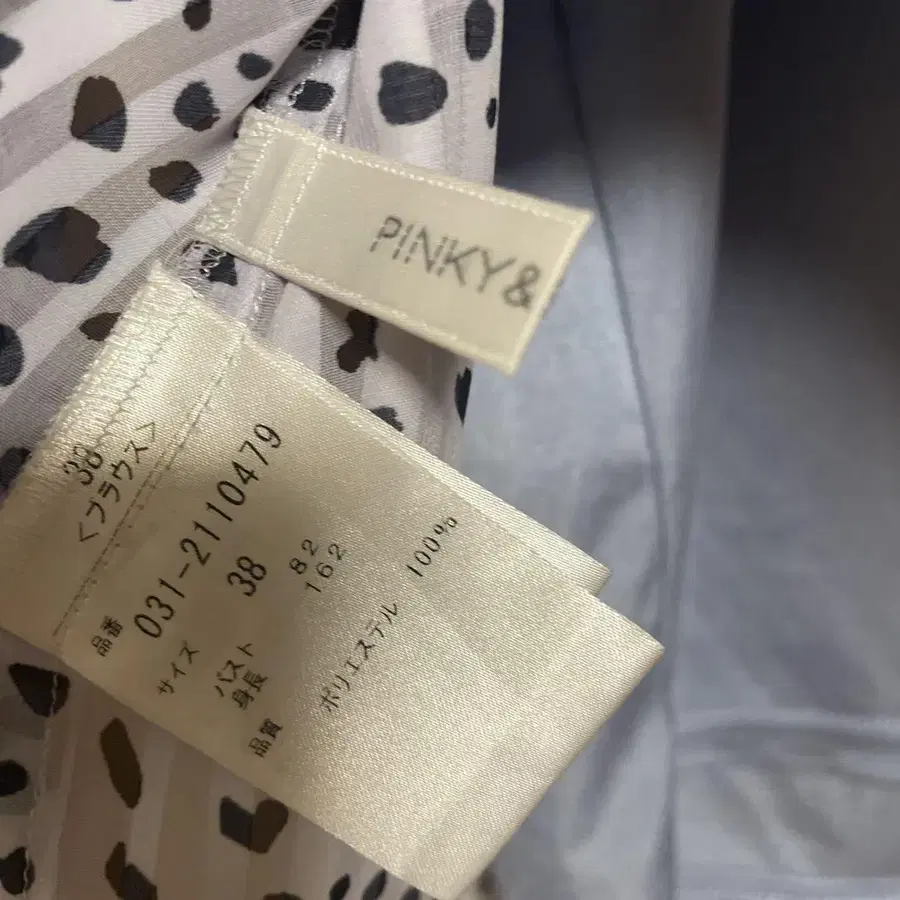 PINKY&
38
<ブラウス>
品番 031-2110479
サイズ 38
バスト 82
身長 162
品質 ポリエステル 100%